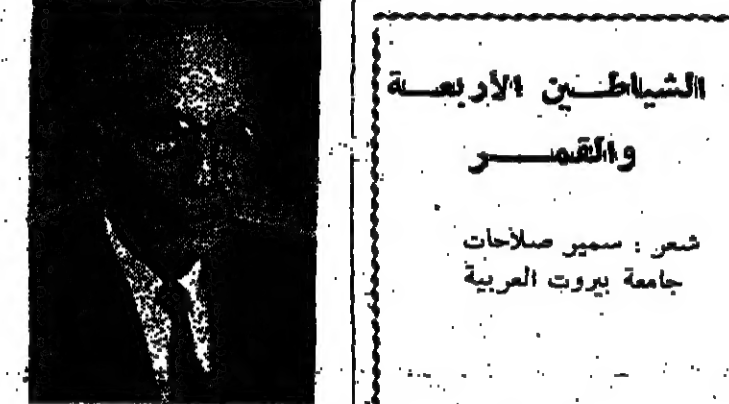 الشياطين الأربعة
والقمر
شعر : سمير صلاحات
جامعة بيروت العربية